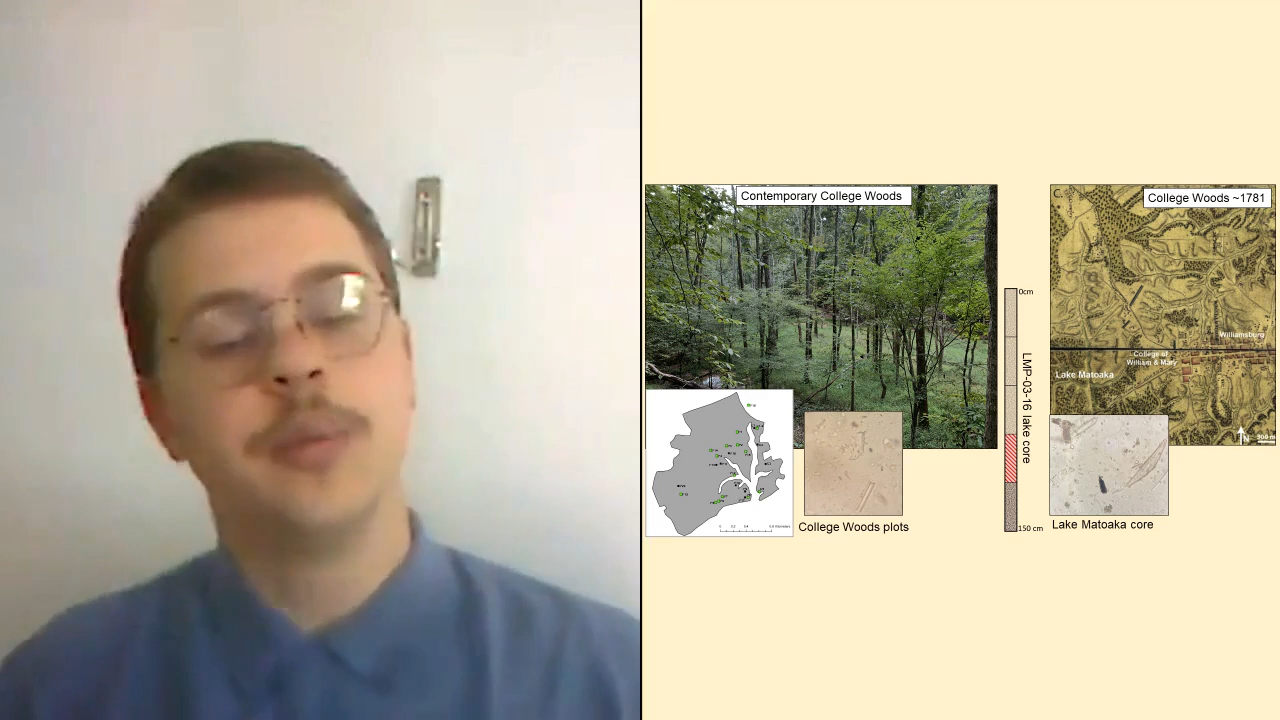 Contemporary College Woods
C.
College Woods ~1781
0cm
LMP-03-16 lake core
150 cm
Williamsburg
College of
William & Mary
Lake Matoaka
N
College Woods plots
Lake Matoaka core